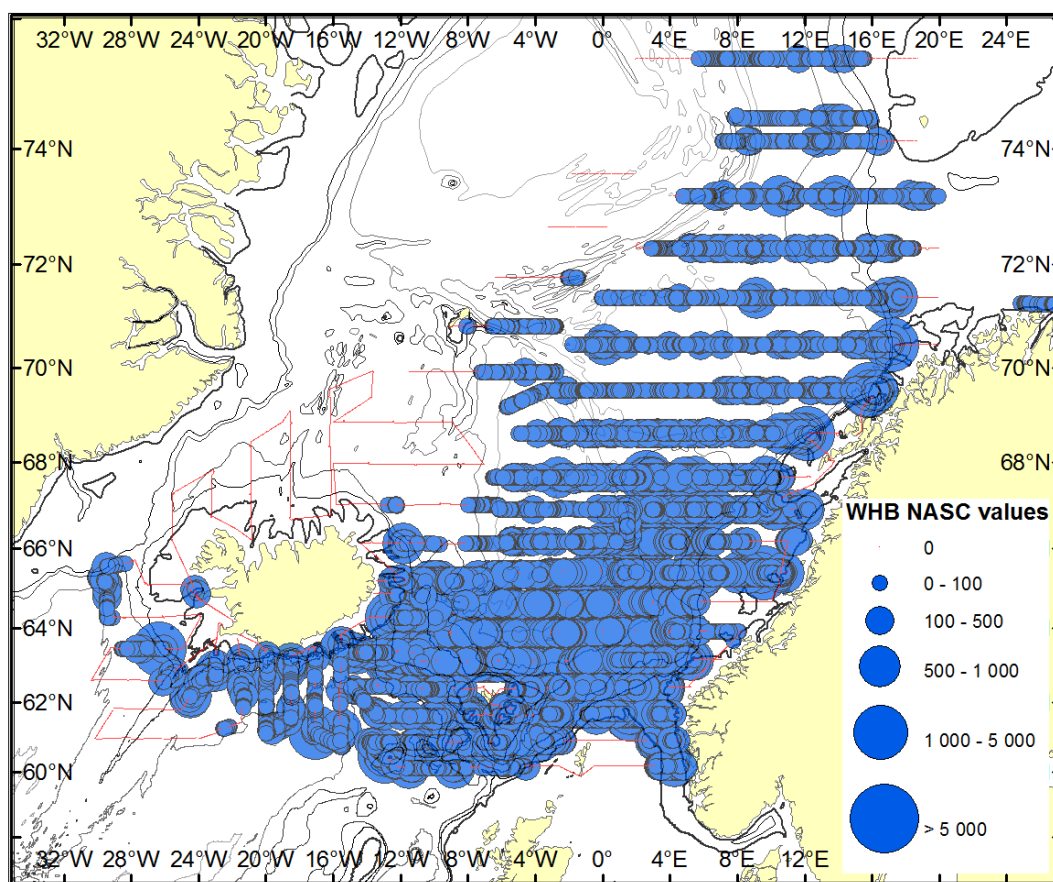 32°W 28°W 24°W 20°W 16°W 12°W 8°W 4°W 0° 4°E 8°E 12°E 16°E 20°E 24°E
74°N 74°N
72°N 72°N
70°N 70°N
68°N 68°N
66°N
64°N
62°N
60°N
WHB NASC values
0
0 - 100
100 - 500
500 - 1 000
1 000 - 5 000
> 5 000
32°W 28°W 24°W 20°W 16°W 12°W 8°W 4°W 0° 4°E 8°E 12°E